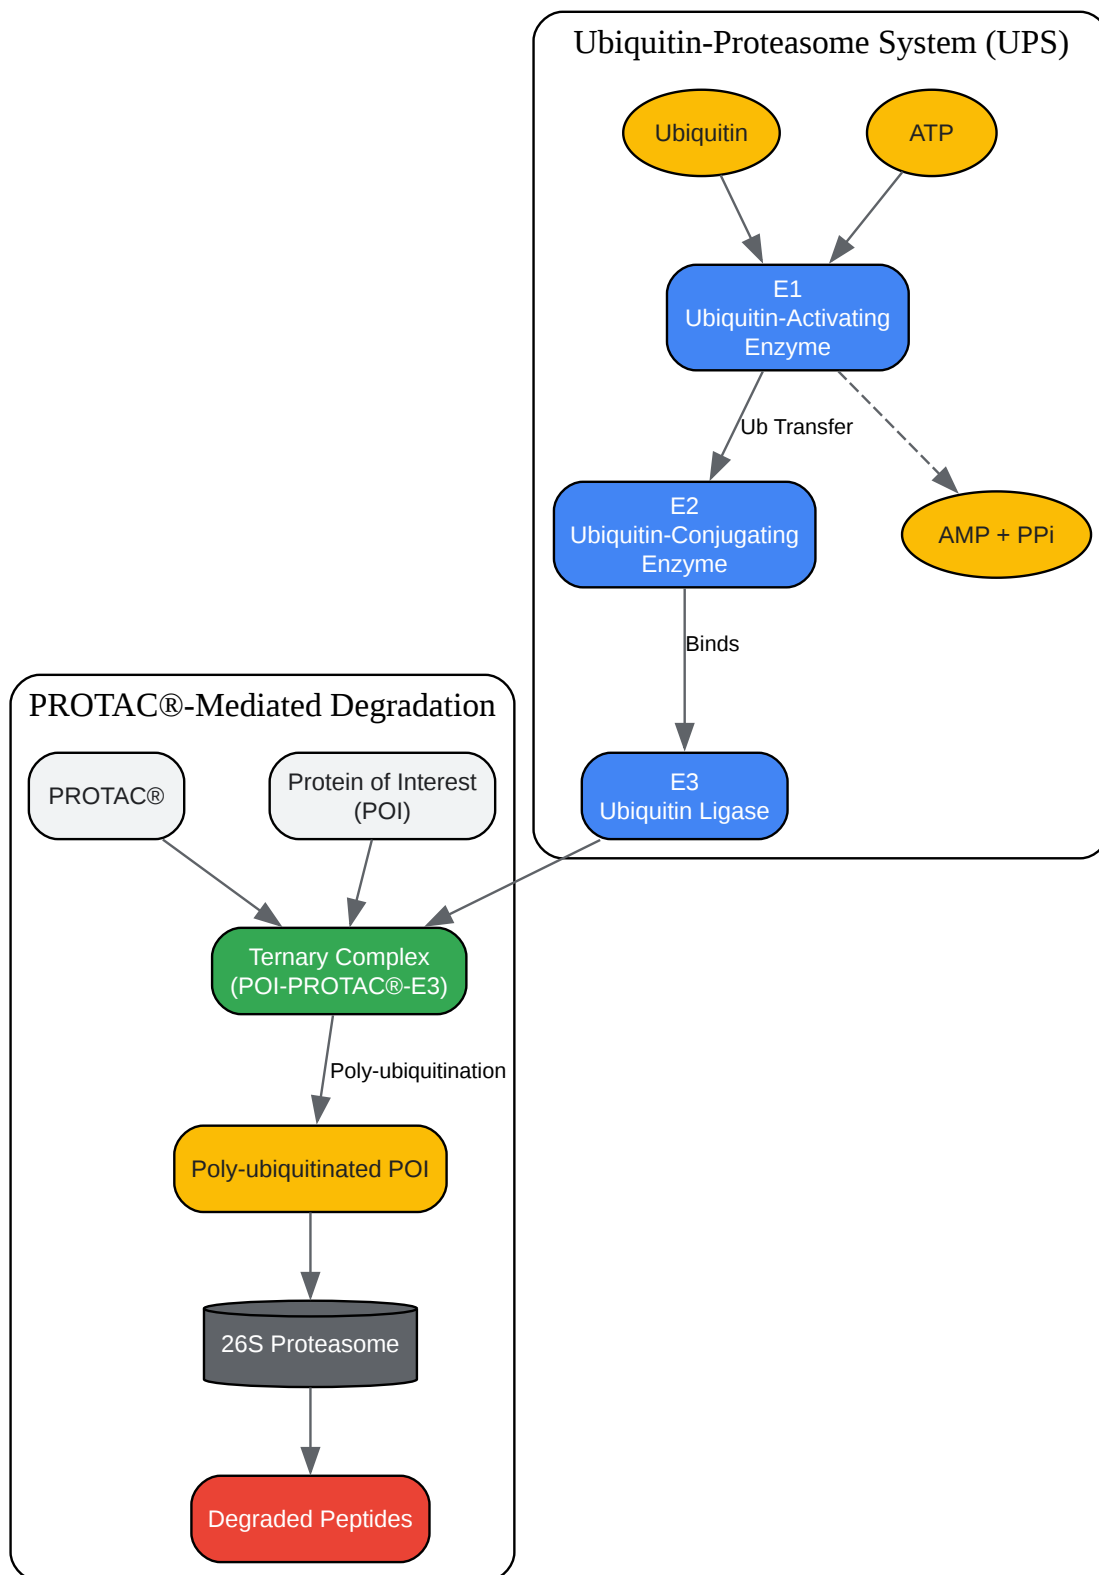 Ubiquitin-Proteasome System (UPS)
Ubiquitin
ATP
E1
Ubiquitin-Activating
Enzyme
Ub Transfer
E2
Ubiquitin-Conjugating
Enzyme
AMP + PPi
Binds
E3
Ubiquitin Ligase
PROTAC®-Mediated Degradation
PROTAC®
Protein of Interest
(POI)
Ternary Complex
(POI-PROTAC®-E3)
Poly-ubiquitination
Poly-ubiquitinated POI
26S Proteasome
Degraded Peptides